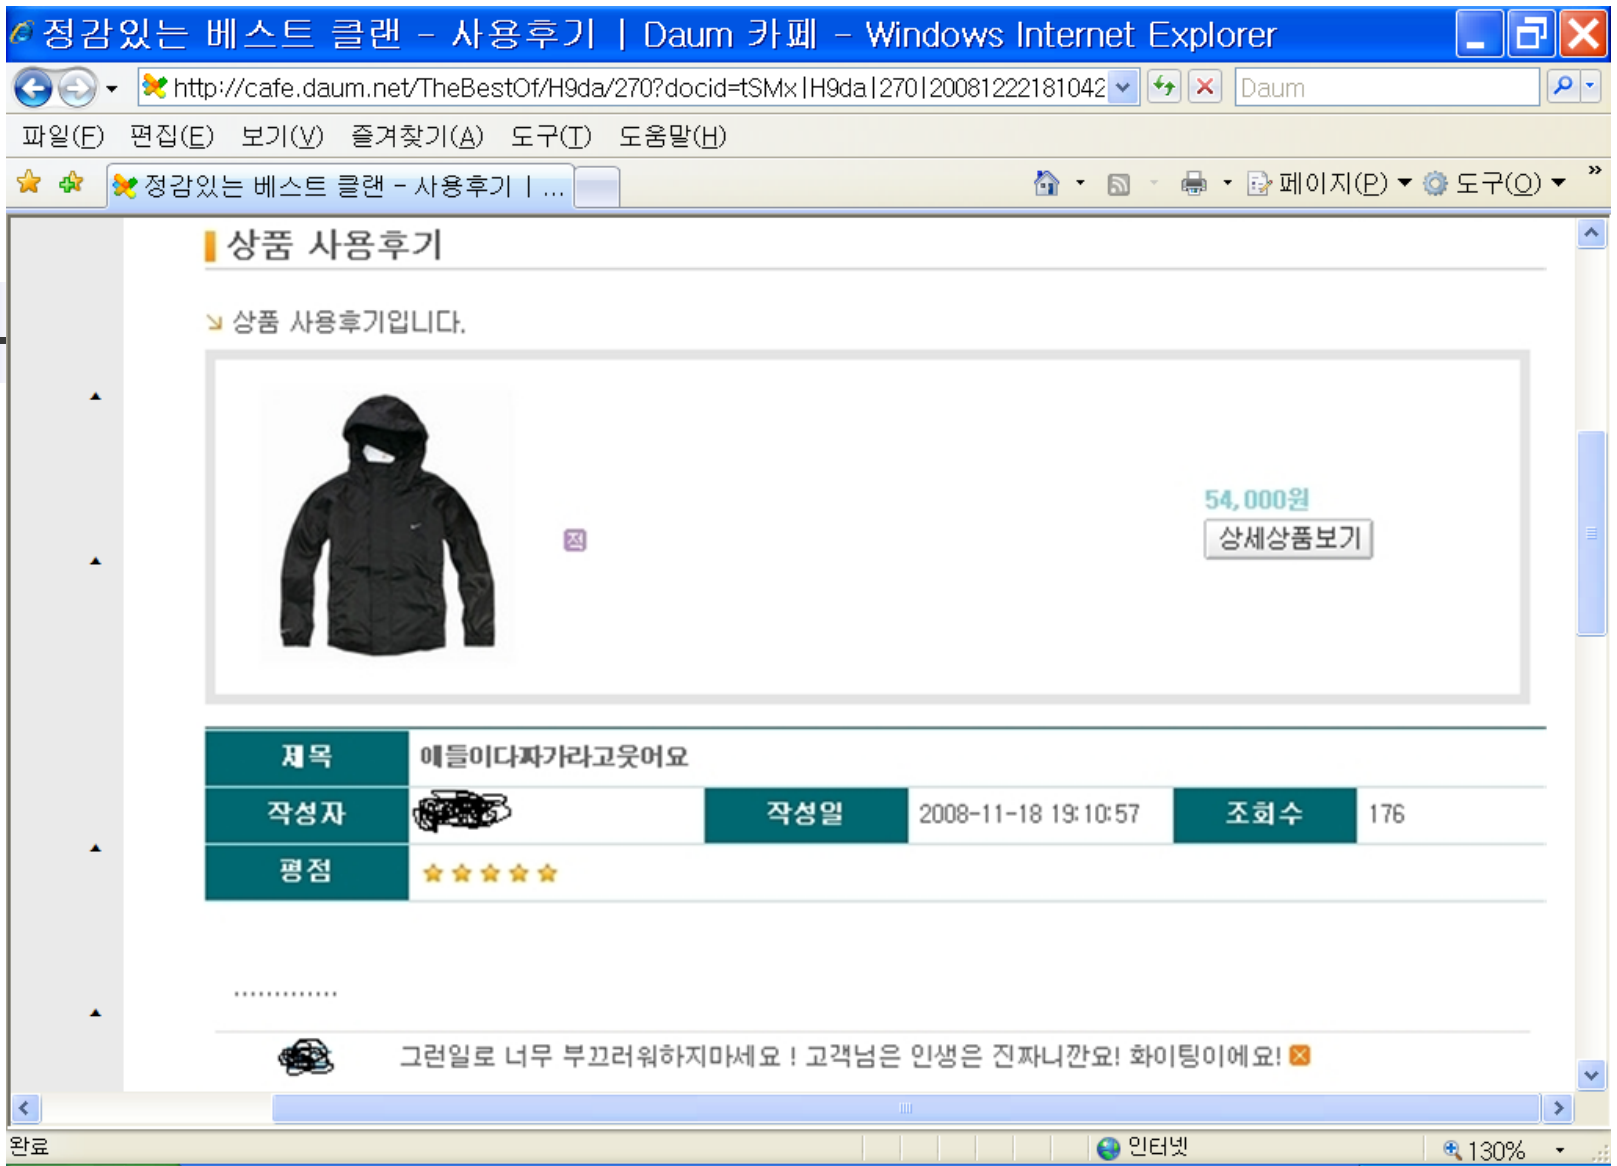 정감있는 베스트 클랜 - 사용후기 | Daum 카페 - Windows Internet Explorer
http://cafe.daum.net/TheBestOf/H9da/270?docid=tSMx|H9da|270|20081222181042
Daum
파일(F) 편집(E) 보기(V) 즐겨찾기(A) 도구(T) 도움말(H)
정감있는 베스트 클랜 - 사용후기 | ...
페이지(P) 도구(O) »
상품 사용후기
상품 사용후기입니다.
54,000원
적
상세상품보기
제목 애들이다짜가라고웃어요
작성자 작성일 2008-11-18 19:10:57 조회수 176
평점
.............
그런일로 너무 부끄러워하지마세요 ! 고객님은 인생은 진짜니깐요! 화이팅이에요!
완료 인터넷 130%